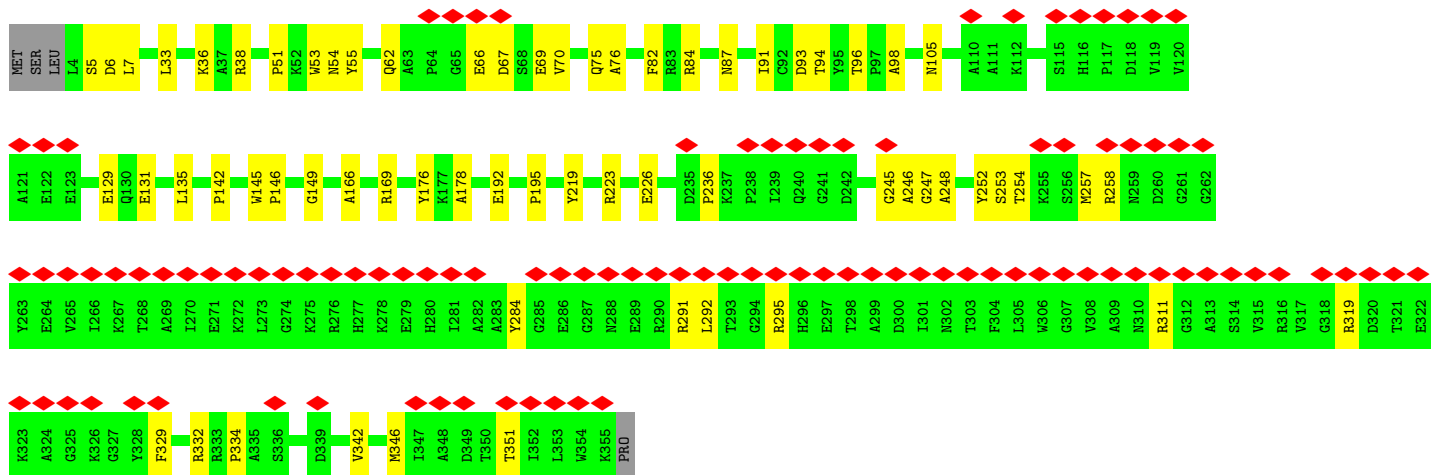 MET SER LEU L4 S5 D6 L7 L33 K36 A37 R38 P51 K52 W53 N54 Y55 Q62 A63 P64 G65 E66 D67 S68 E69 V70 Q75 A76 F82 R83 R84 N87 I91 C92 D93 T94 Y95 T96 P97 A98 N105 A110 A111 K112 S115 H116 P117 D118 V119 V120
A121 E122 E123 E129 Q130 E131 L135 P142 W145 P146 G149 A166 R169 Y176 K177 A178 E192 P195 Y219 R223 E226 D235 P236 K237 P238 I239 Q240 G241 D242 G245 A246 G247 A248 Y252 S253 T254 K255 S256 M257 R258 N259 D260 G261 G262
Y263 E264 V265 I266 K267 T268 A269 I270 E271 K272 L273 G274 K275 R276 H277 K278 E279 H280 I281 A282 A283 Y284 G285 E286 G287 N288 E289 R290 R291 L292 T293 G294 R295 H296 E297 T298 A299 D300 I301 N302 T303 F304 L305 W306 G307 V308 A309 N310 R311 G312 A313 S314 V315 R316 V317 G318 R319 D320 T321 E322
K323 A324 G325 K326 G327 Y328 F329 R332 R333 P334 A335 S336 D339 V342 M346 I347 A348 D349 T350 T351 I352 L353 W354 K355 PRO